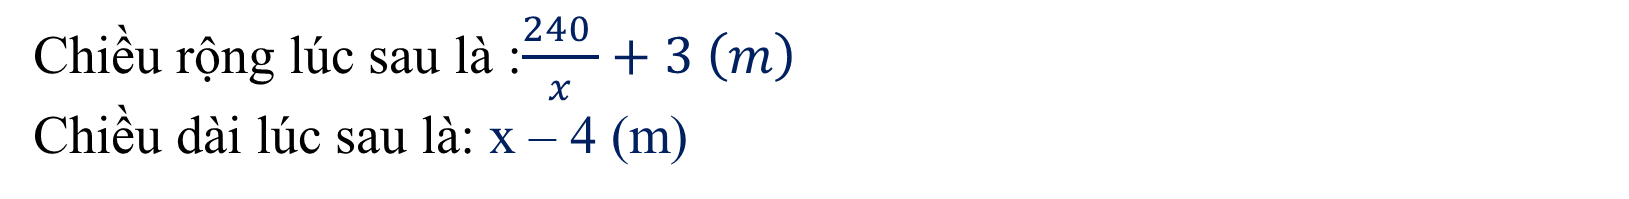 Chiều rộng lúc sau là :240/x + 3 (m)
Chiều dài lúc sau là: x – 4 (m)